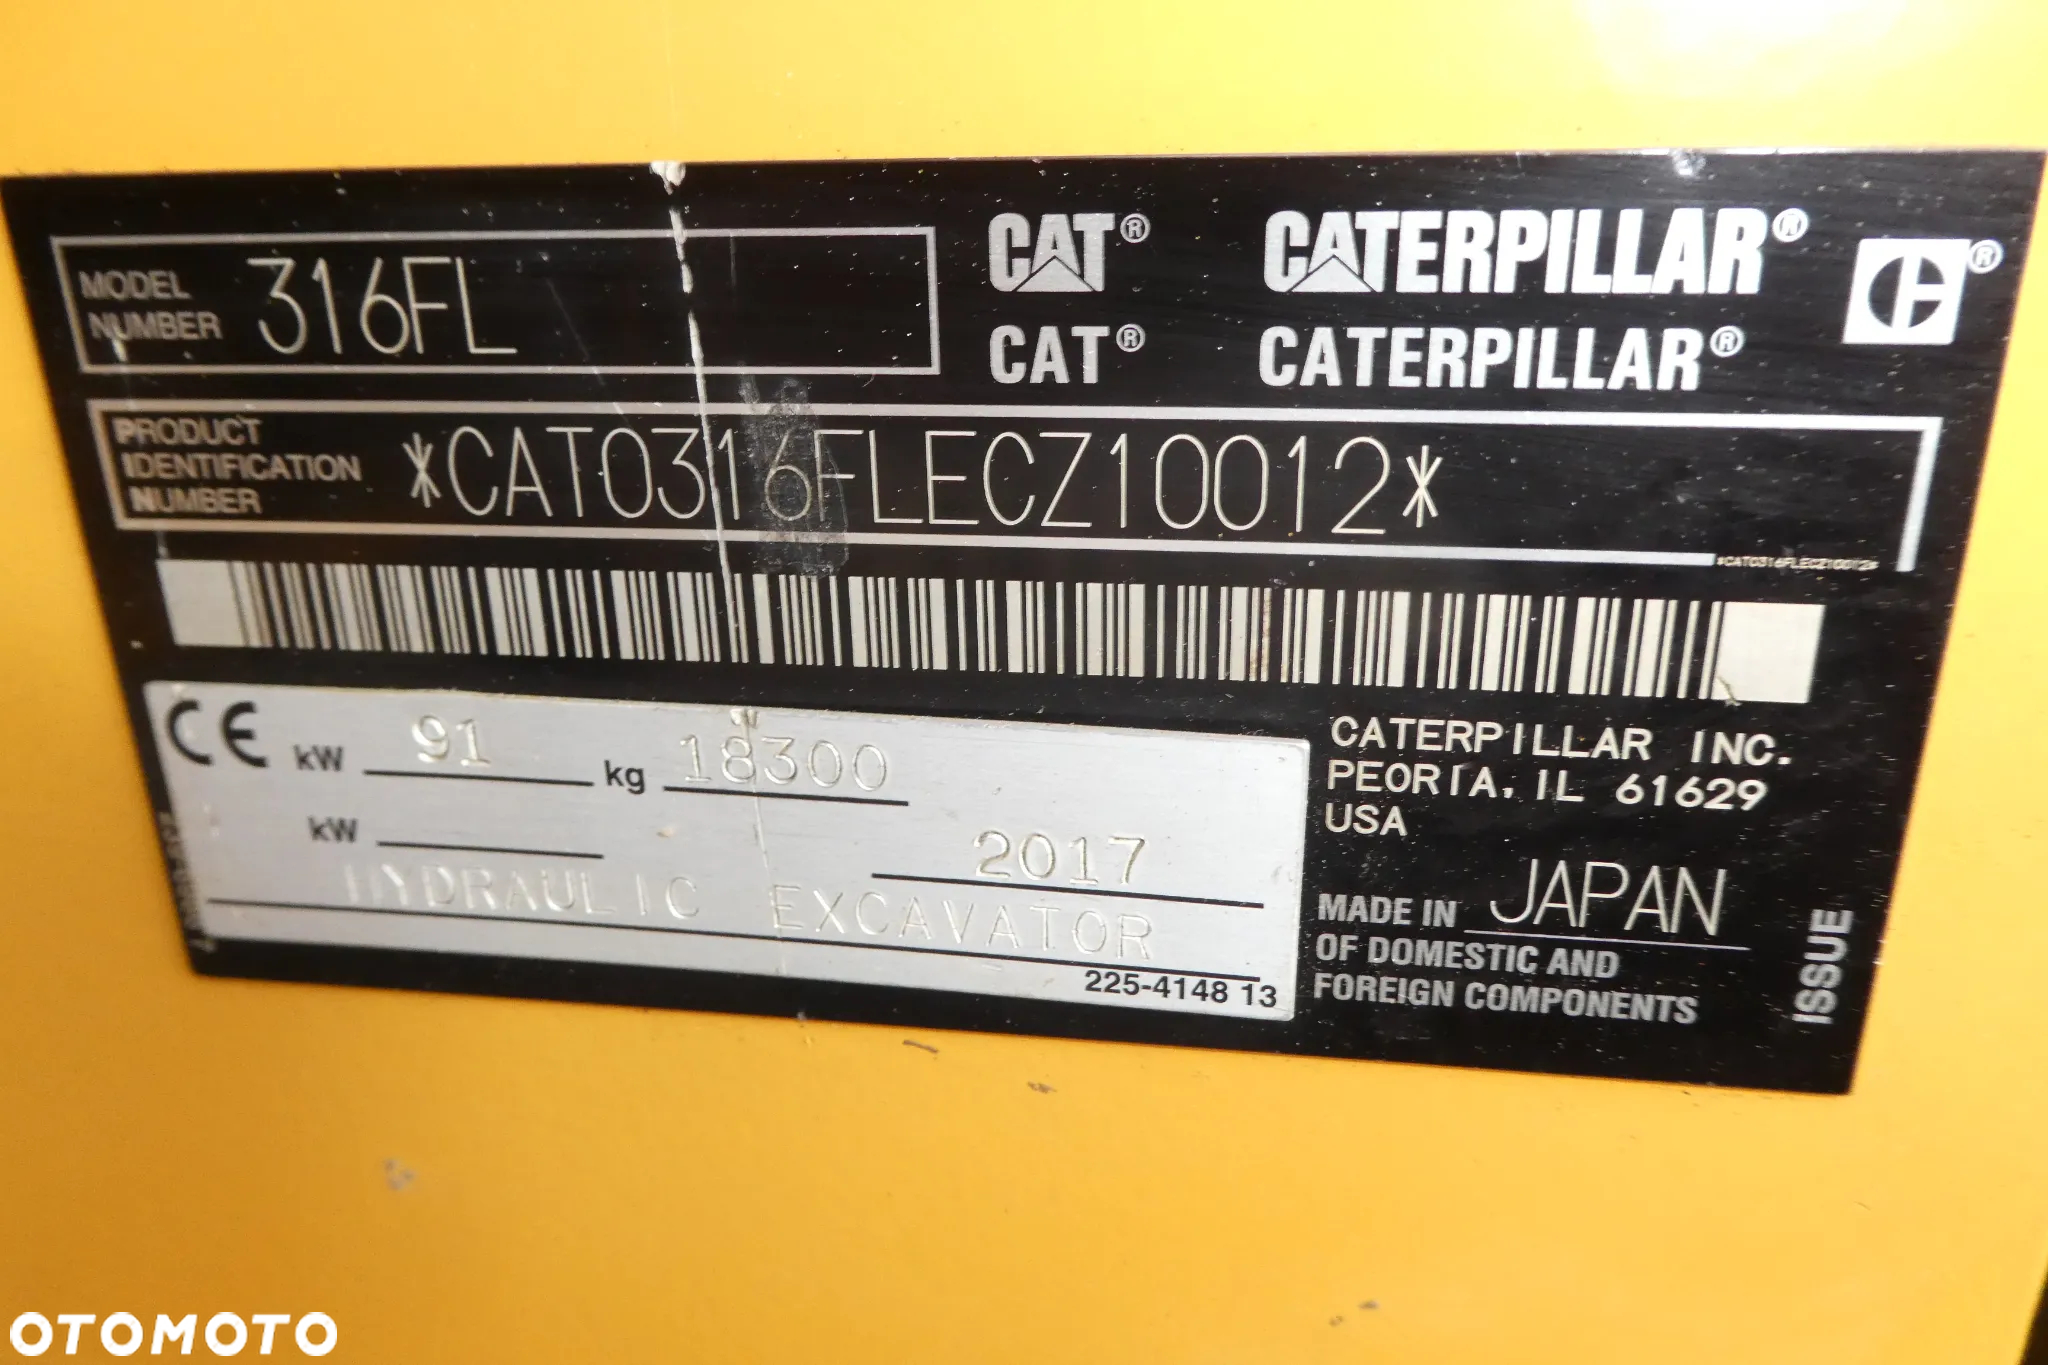 MODEL
NUMBER 316FL
CAT® CATERPILLAR®
CAT® CATERPILLAR®
PRODUCT
IDENTIFICATION
NUMBER
*CAT0316FLECZ10012*
*CAT0316FLECZ10012*
CE kW 91 kg 18300
kW
2017
HYDRAULIC EXCAVATOR
225-4148 13
CATERPILLAR INC.
PEORIA, IL 61629
USA
MADE IN JAPAN
OF DOMESTIC AND
FOREIGN COMPONENTS
ISSUE
OTOMOTO